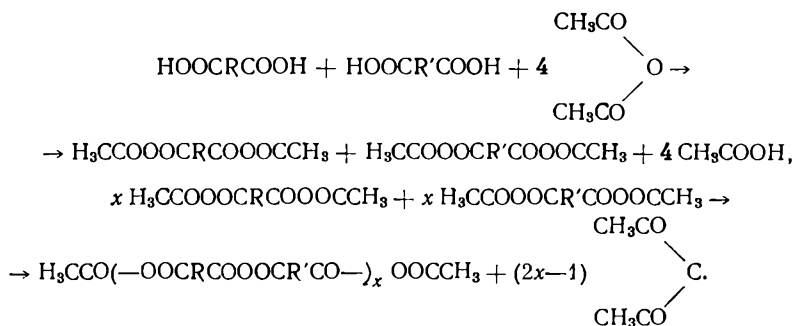 CH₃CO
HOOCRCOOH + HOOCR′COOH + 4 O →
CH₃CO
→ H₃CCOOOCRCOOOCCH₃ + H₃CCOOOCR′COOOCCH₃ + 4 CH₃COOH,
x H₃CCOOOCRCOOOCCH₃ + x H₃CCOOOCR′COOOCCH₃ →
CH₃CO
→ H₃CCO(—OOCRCOOOCR′CO—)ₓ OOCCH₃ + (2x—1) C.
CH₃CO